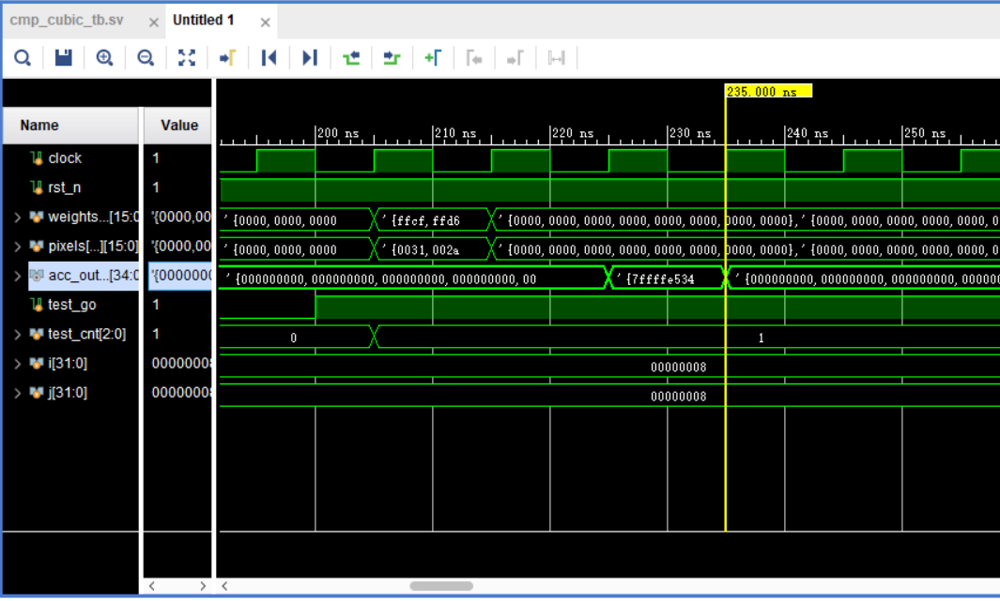 cmp_cubic_tb.sv × Untitled 1 ×
235.000 ns
Name Value
200 ns 210 ns 220 ns 230 ns 240 ns 250 ns
clock 1
rst_n 1
weights...[15:0 '{0000,00 '{0000,0000,0000 '{ffcf,ffd6 '{0000,0000,0000,0000,0000,0000,0000,0000},'{0000,0000,0000,0000,0000,0
pixels[...][15:0] '{0000,00 '{0000,0000,0000 '{0031,002a '{0000,0000,0000,0000,0000,0000,0000,0000},'{0000,0000,0000,0000,0000,0
acc_out...[34:0 '{0000000 '{000000000,000000000,000000000,000000000,00 '{7ffffe534 '{000000000,000000000,000000000,000000
test_go 1
test_cnt[2:0] 1 0 1
i[31:0] 00000008 00000008
j[31:0] 00000008 00000008